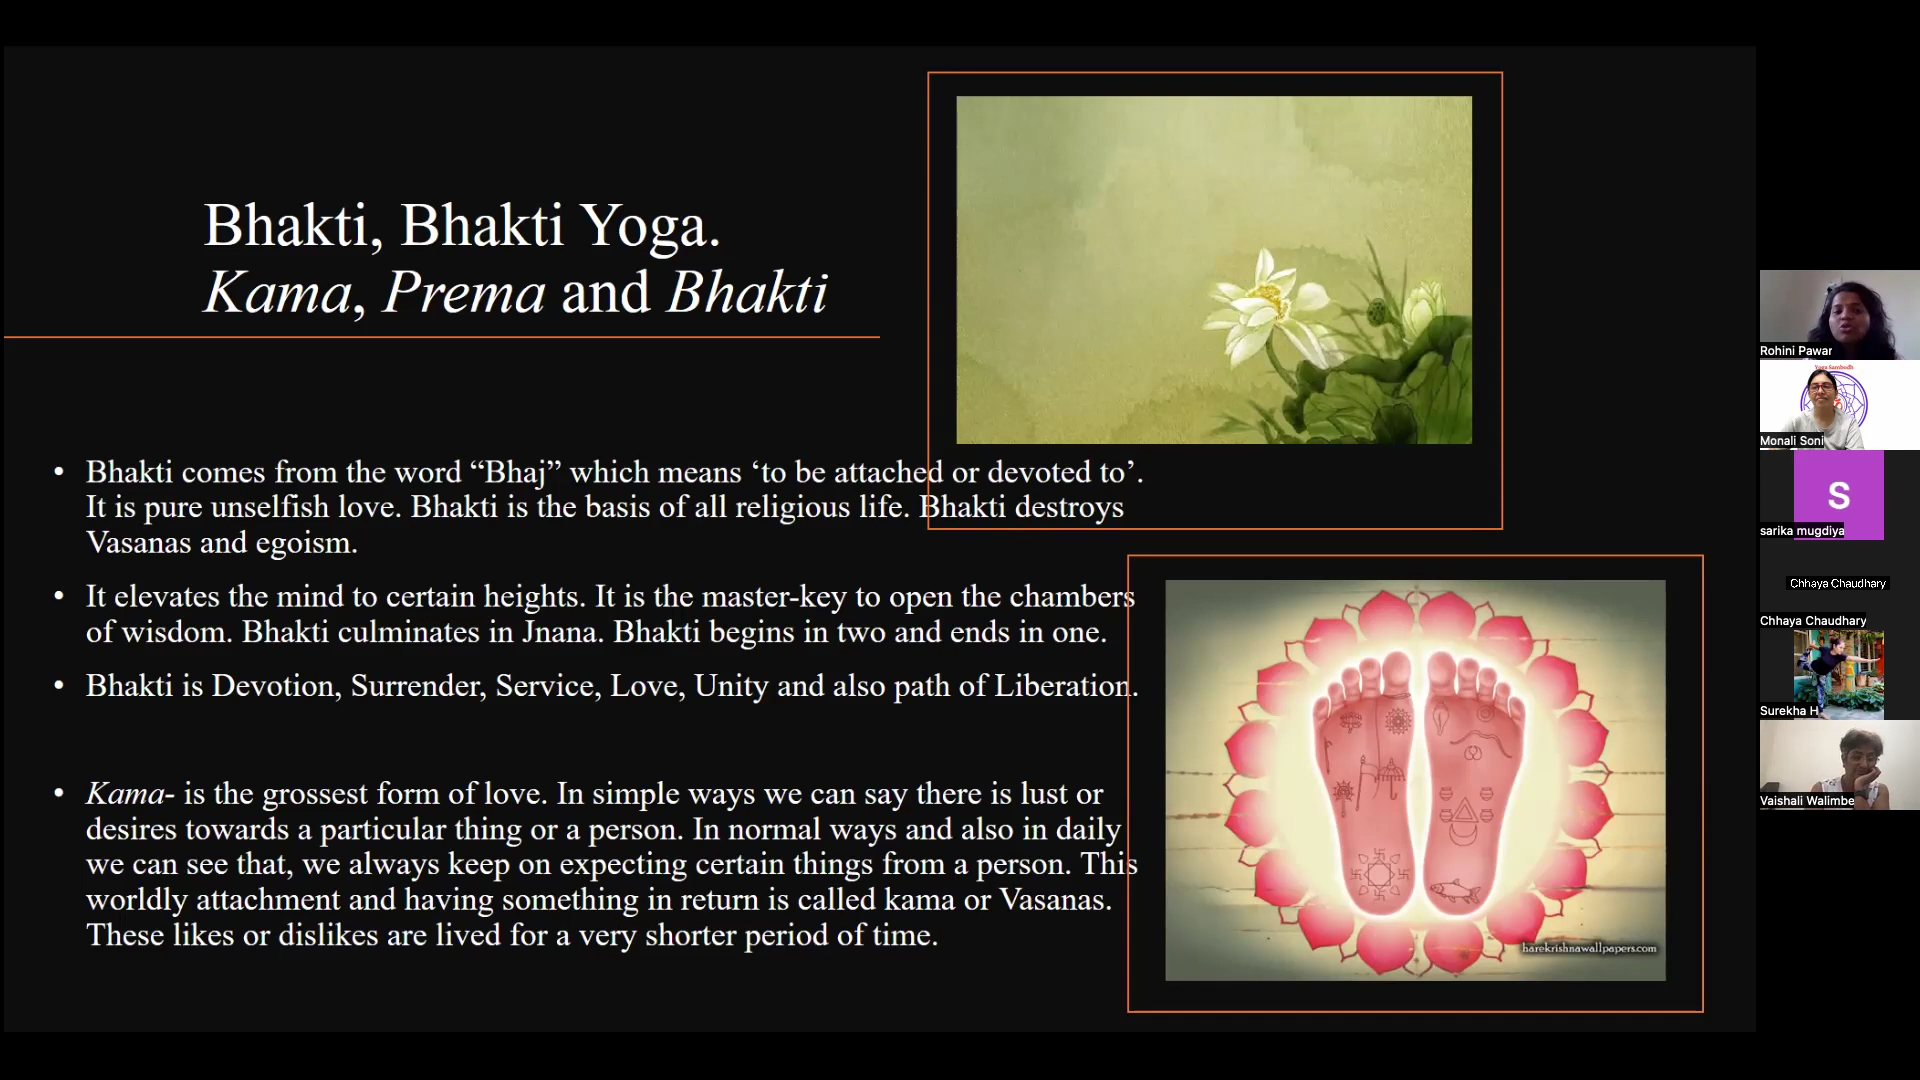 Bhakti, Bhakti Yoga.
Kama, Prema and Bhakti
• Bhakti comes from the word “Bhaj” which means ‘to be attached or devoted to’.
It is pure unselfish love. Bhakti is the basis of all religious life. Bhakti destroys
Vasanas and egoism.
• It elevates the mind to certain heights. It is the master-key to open the chambers
of wisdom. Bhakti culminates in Jnana. Bhakti begins in two and ends in one.
• Bhakti is Devotion, Surrender, Service, Love, Unity and also path of Liberation.
• Kama- is the grossest form of love. In simple ways we can say there is lust or
desires towards a particular thing or a person. In normal ways and also in daily
we can see that, we always keep on expecting certain things from a person. This
worldly attachment and having something in return is called kama or Vasanas.
These likes or dislikes are lived for a very shorter period of time.
harekrishnawallpapers.com
Rohini Pawar
Yoga Sambodh
Monali Soni
S
sarika mugdiya
Chhaya Chaudhary
Chhaya Chaudhary
Surekha H
Vaishali Walimbe